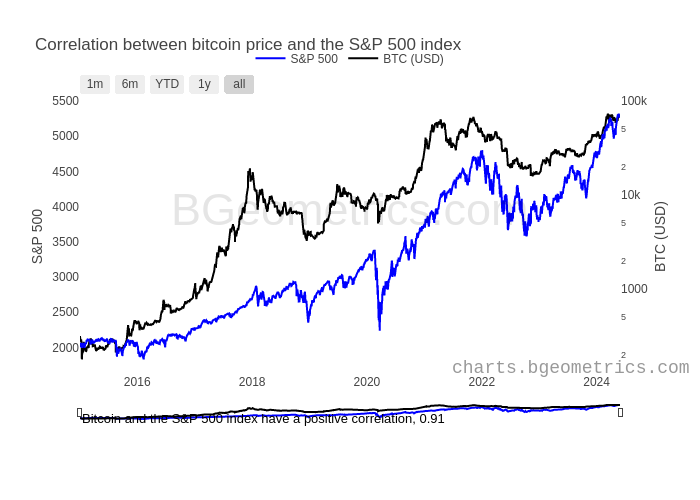 Correlation between bitcoin price and the S&P 500 index
S&P 500 BTC (USD)
1m 6m YTD 1y all
5500 100k
5000 5
4500 2
4000 10k
3500 5
3000 2
2500 1000
2000 5
2
S&P 500
BTC (USD)
BGeometrics.com
charts.bgeometrics.com
2016 2018 2020 2022 2024
Bitcoin and the S&P 500 index have a positive correlation, 0.91